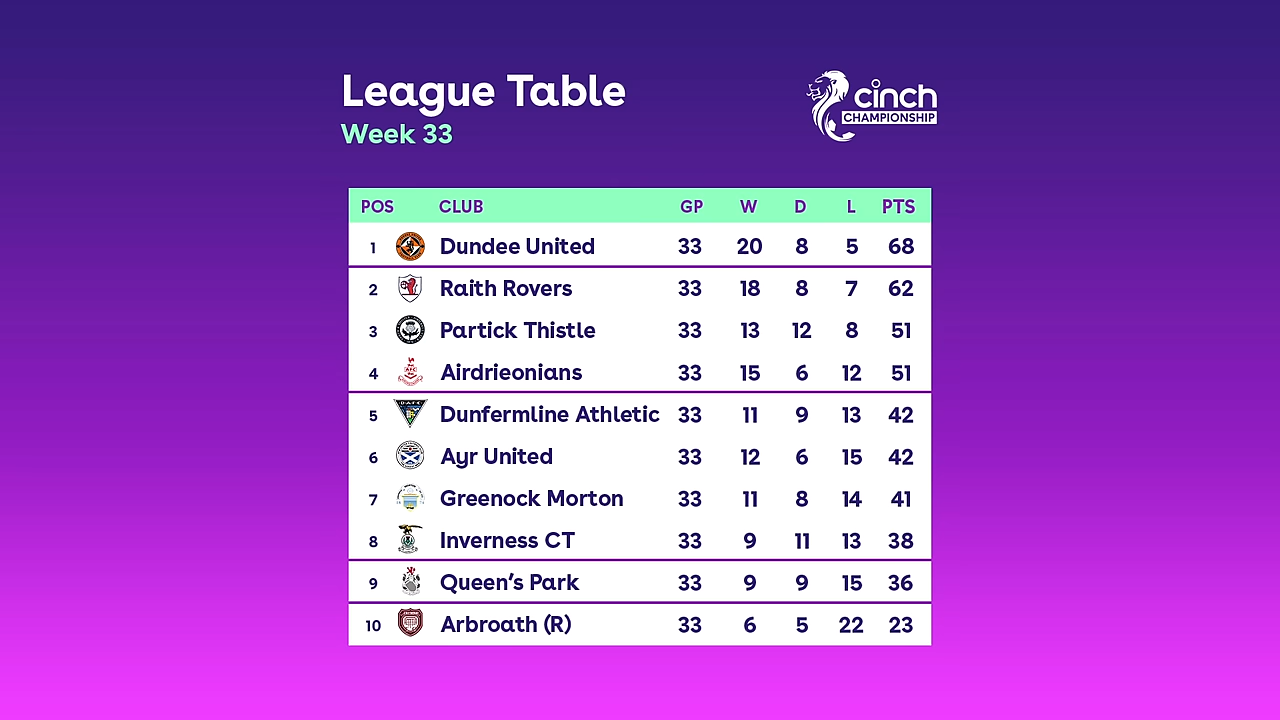 League Table
Week 33
cinch
CHAMPIONSHIP
POS CLUB GP W D L PTS
1 Dundee United 33 20 8 5 68
2 Raith Rovers 33 18 8 7 62
3 Partick Thistle 33 13 12 8 51
4 Airdrieonians 33 15 6 12 51
5 Dunfermline Athletic 33 11 9 13 42
6 Ayr United 33 12 6 15 42
7 Greenock Morton 33 11 8 14 41
8 Inverness CT 33 9 11 13 38
9 Queen's Park 33 9 9 15 36
10 Arbroath (R) 33 6 5 22 23